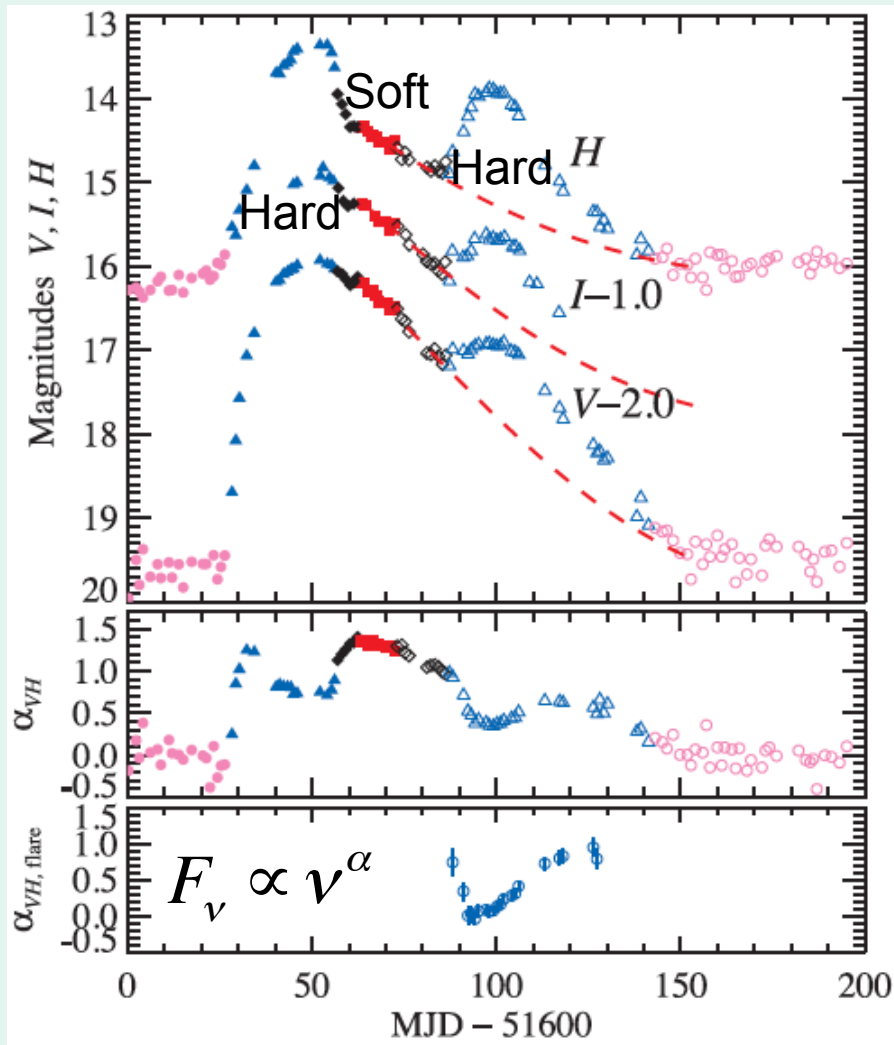 13
14
15
16
17
18
19
20
Magnitudes V, I, H
Soft
Hard
Hard
H
I−1.0
V−2.0
1.5
1.0
0.5
0.0
-0.5
α_VH
1.0
0.5
0.0
-0.5
α_VH, flare
F_ν ∝ ν^α
0 50 100 150 200
MJD − 51600